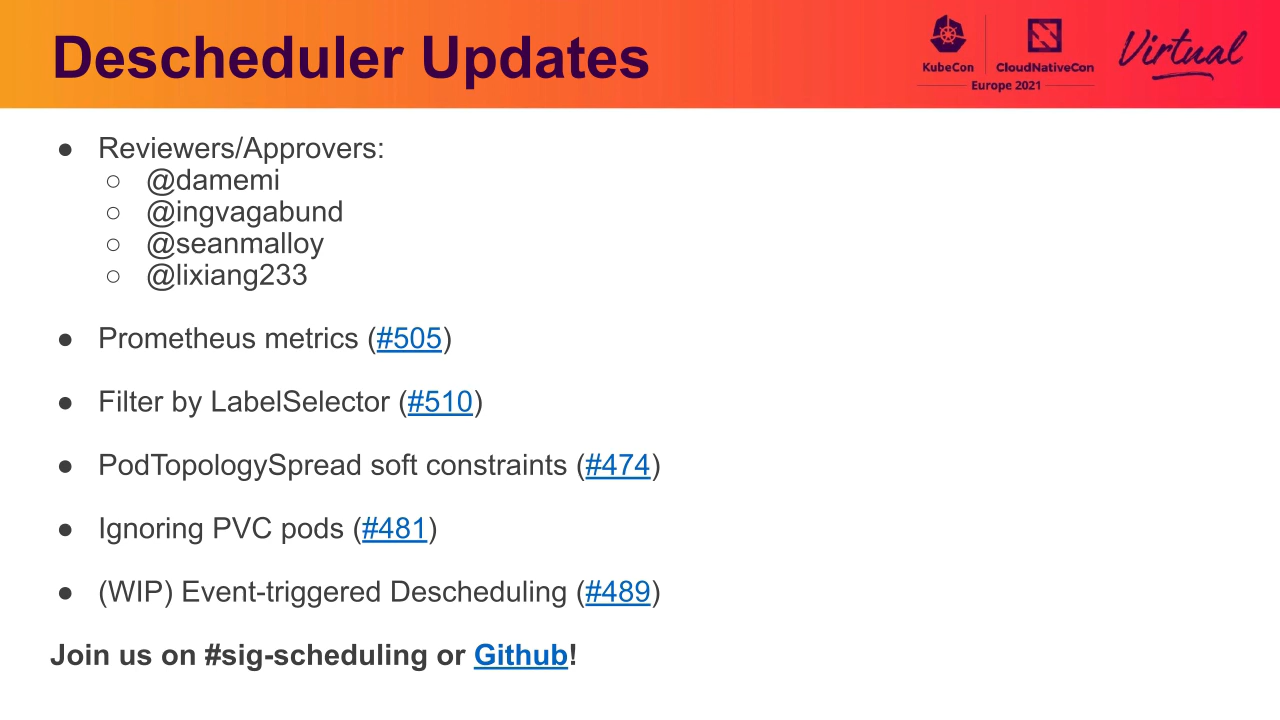 Descheduler Updates
KubeCon
CloudNativeCon
Europe 2021
Virtual
● Reviewers/Approvers:
○ @damemi
○ @ingvagabund
○ @seanmalloy
○ @lixiang233
● Prometheus metrics (#505)
● Filter by LabelSelector (#510)
● PodTopologySpread soft constraints (#474)
● Ignoring PVC pods (#481)
● (WIP) Event-triggered Descheduling (#489)
Join us on #sig-scheduling or Github!